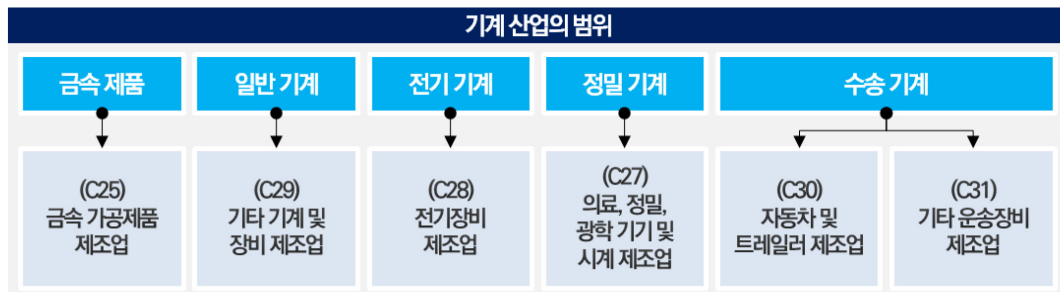 기계 산업의 범위
금속 제품
일반 기계
전기 기계
정밀 기계
수송 기계
(C25)
금속 가공제품
제조업
(C29)
기타 기계 및
장비 제조업
(C28)
전기장비
제조업
(C27)
의료, 정밀,
광학 기기 및
시계 제조업
(C30)
자동차 및
트레일러 제조업
(C31)
기타 운송장비
제조업